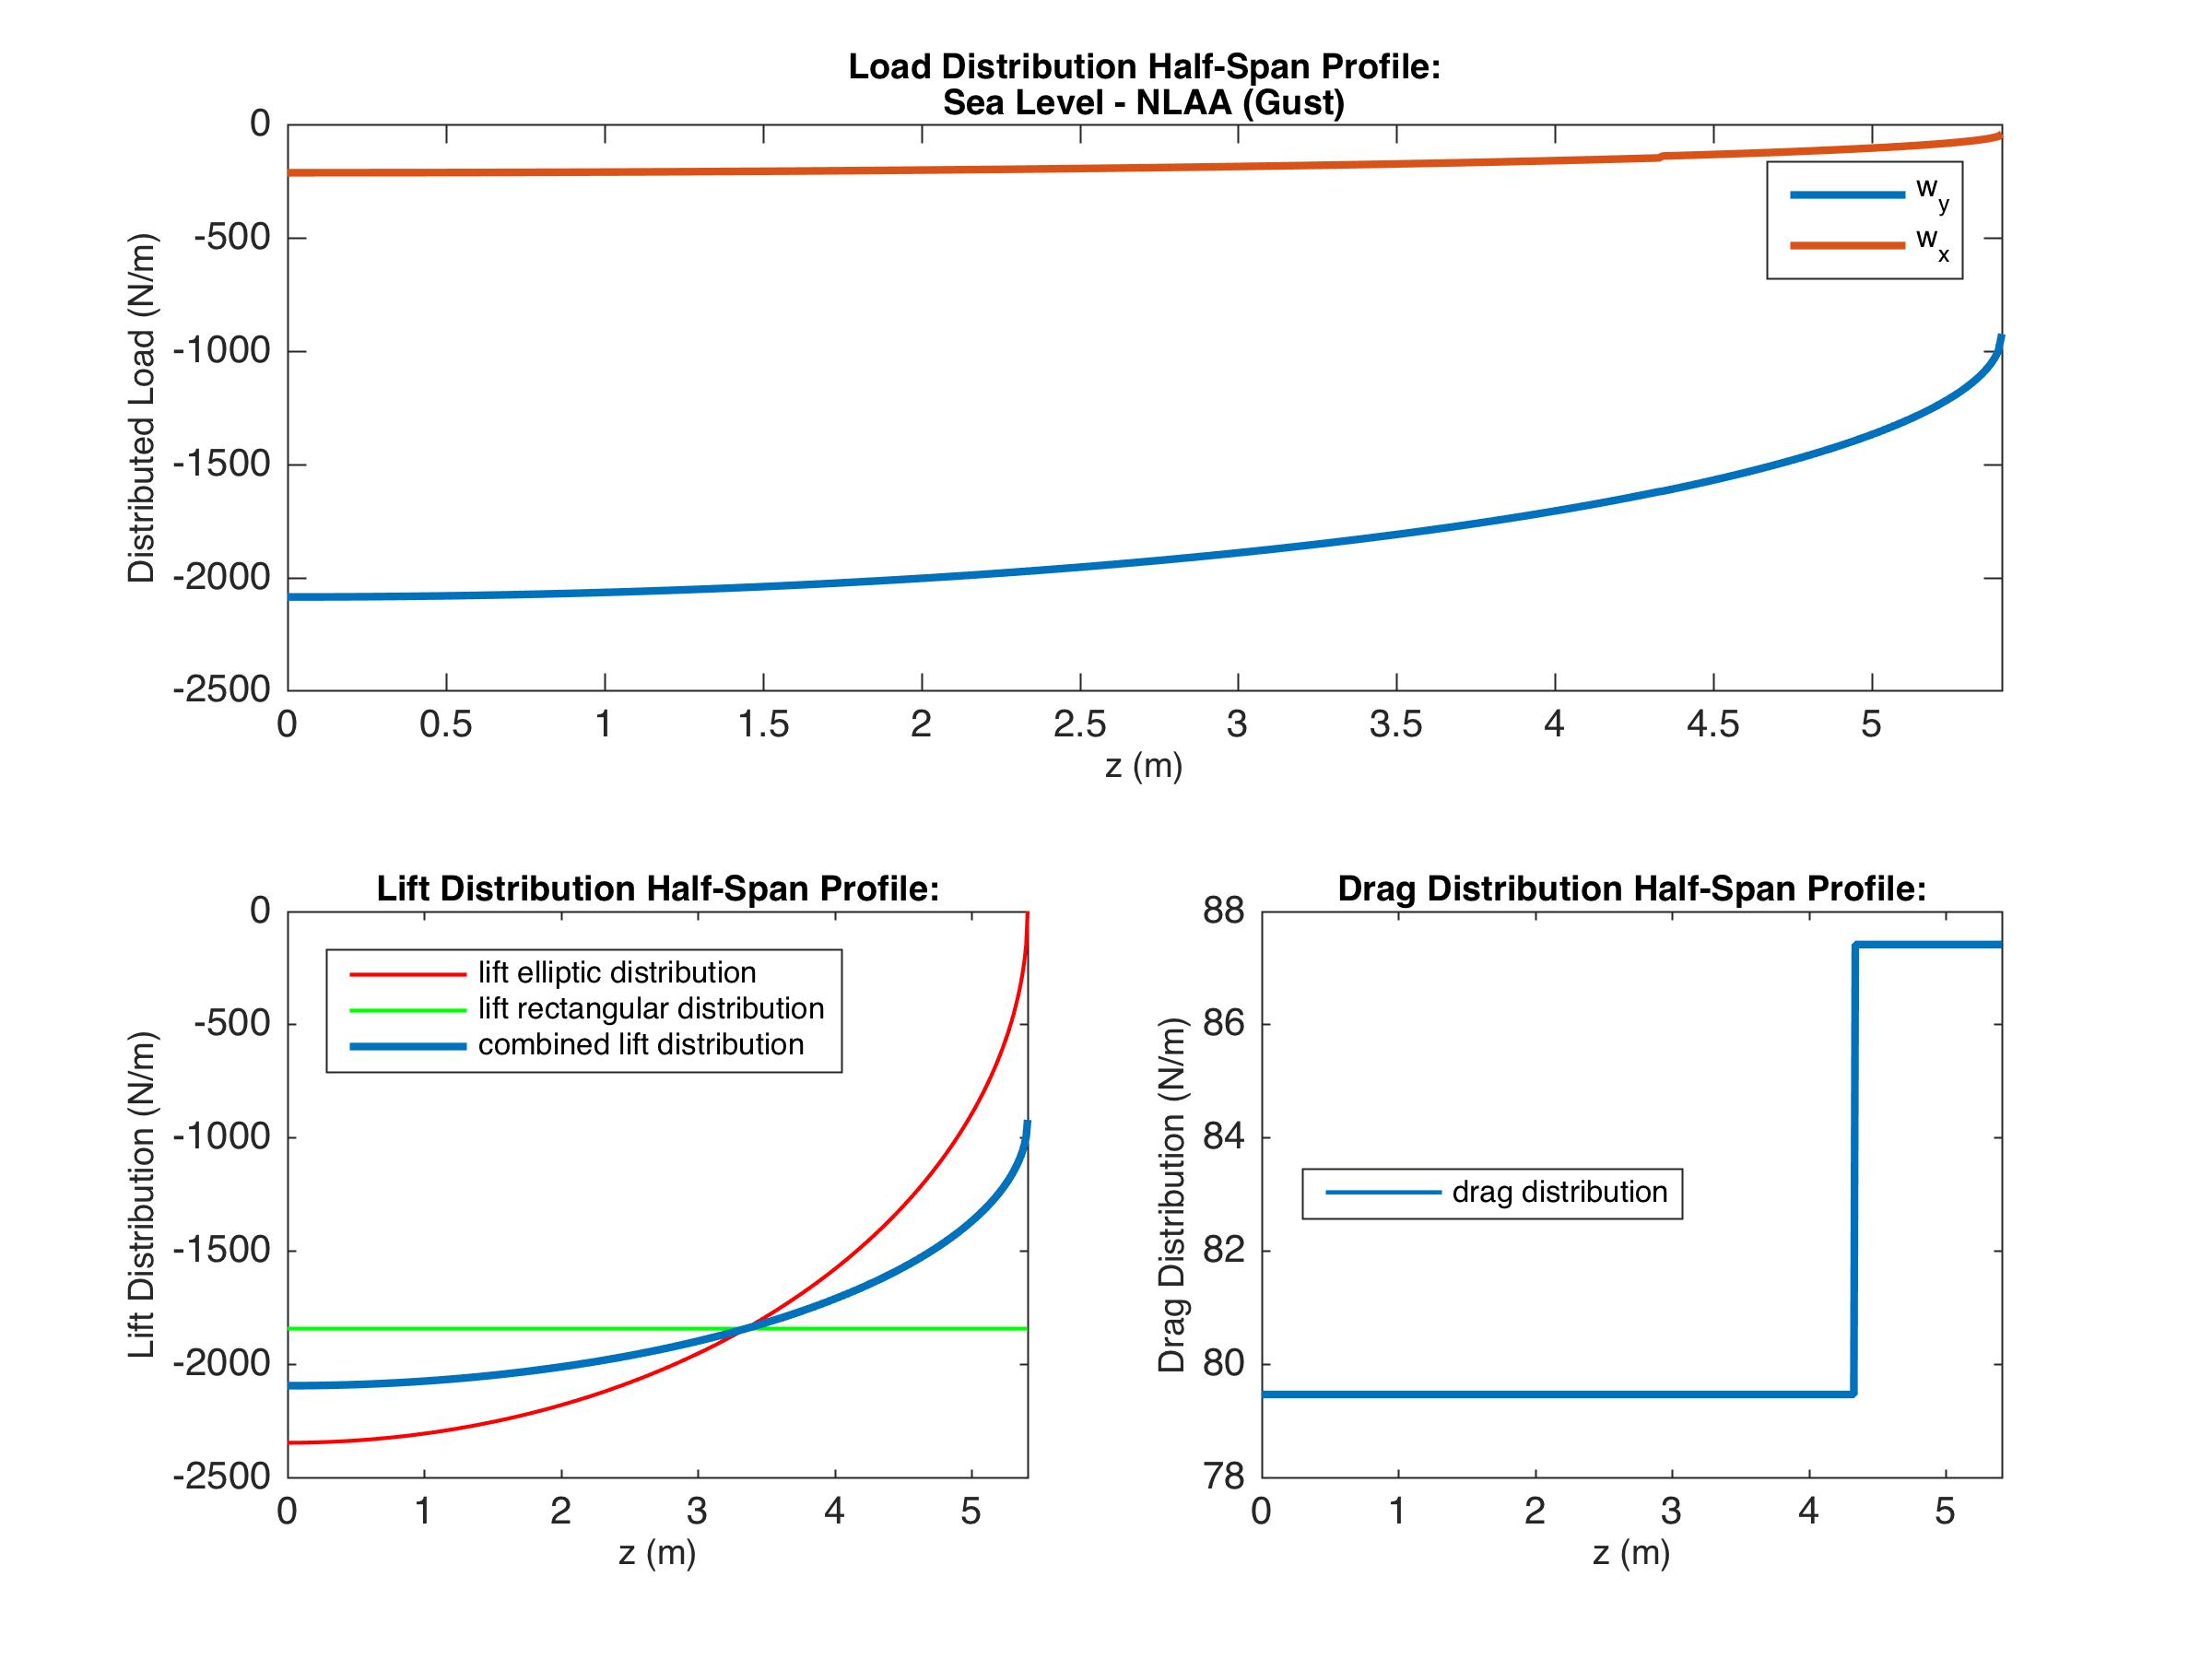 Load Distribution Half-Span Profile:
Sea Level - NLAA (Gust)
Distributed Load (N/m)
0
-500
-1000
-1500
-2000
-2500
0 0.5 1 1.5 2 2.5 3 3.5 4 4.5 5
z (m)
w_y
w_x
Lift Distribution Half-Span Profile:
Lift Distribution (N/m)
0
-500
-1000
-1500
-2000
-2500
0 1 2 3 4 5
z (m)
lift elliptic distribution
lift rectangular distribution
combined lift distribution
Drag Distribution Half-Span Profile:
Drag Distribution (N/m)
88
86
84
82
80
78
0 1 2 3 4 5
z (m)
drag distribution